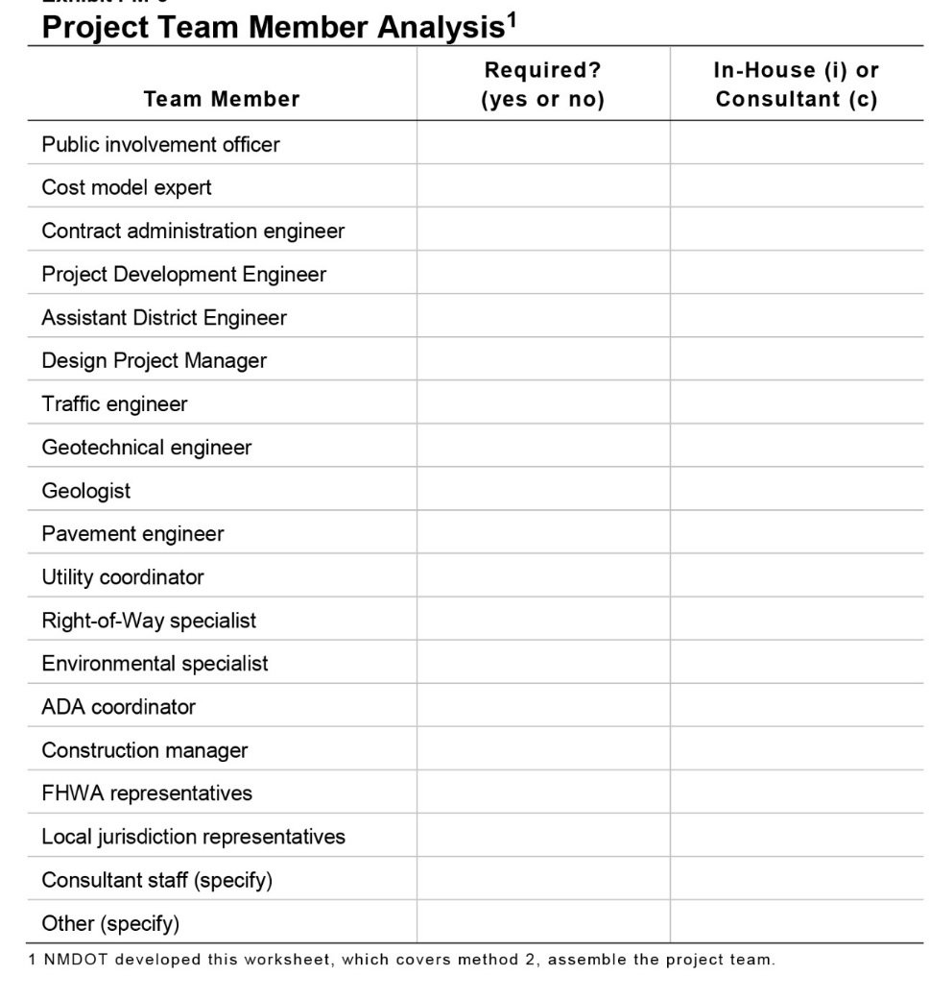 Project Team Member Analysis1
Required?
(yes or no)
In-House (i) or
Consultant (c)
Team Member
Public involvement officer
Cost model expert
Contract administration engineer
Project Development Engineer
Assistant District Engineer
Design Project Manager
Traffic engineer
Geotechnical engineer
Geologist
Pavement engineer
Utility coordinator
Right-of-Way specialist
Environmental specialist
ADA coordinator
Construction manager
FHWA representatives
Local jurisdiction representatives
Consultant staff (specify)
Other (specify)
1 NMDOT developed this worksheet, which covers method 2, assemble the project team.